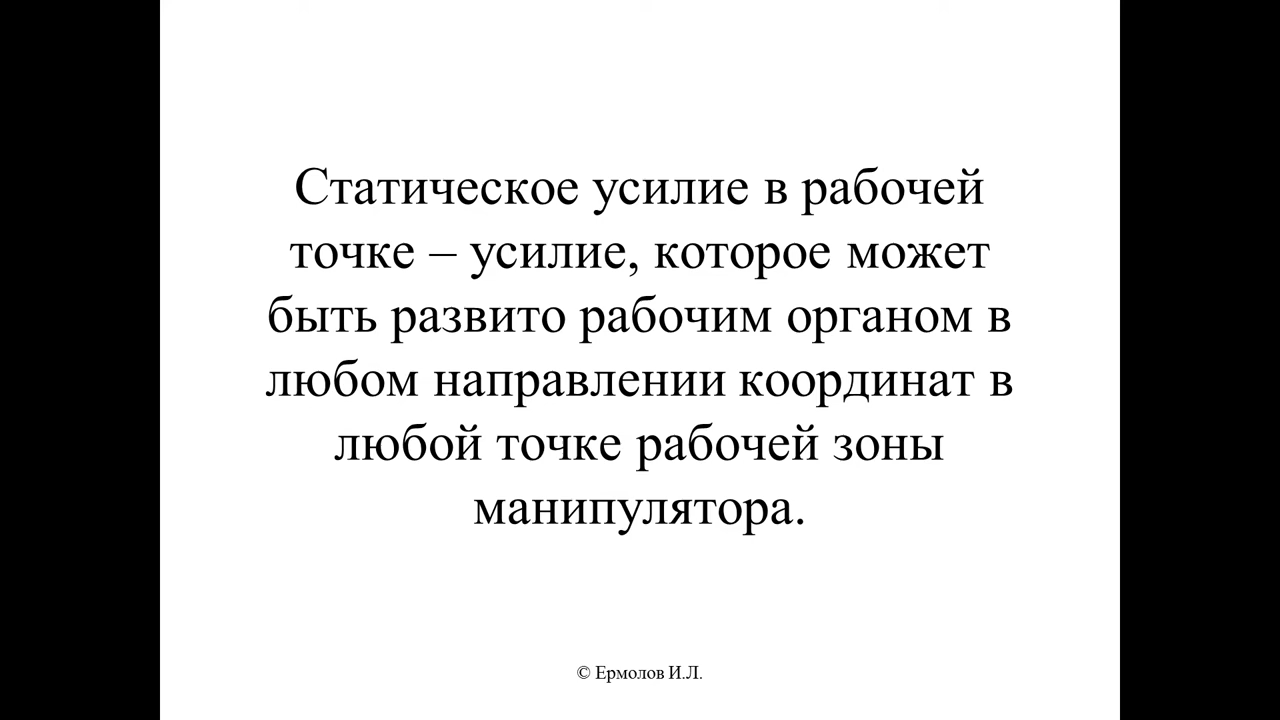 Статическое усилие в рабочей
точке – усилие, которое может
быть развито рабочим органом в
любом направлении координат в
любой точке рабочей зоны
манипулятора.
© Ермолов И.Л.